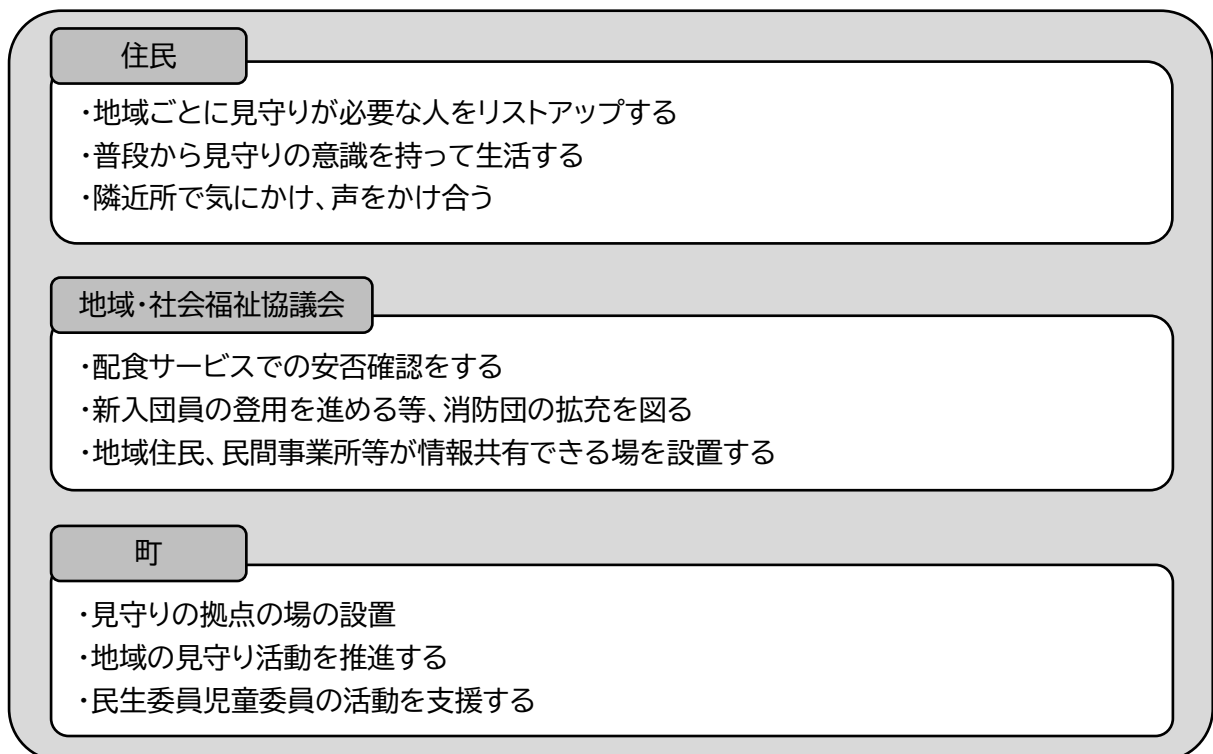 住民
・地域ごとに見守りが必要な人をリストアップする
・普段から見守りの意識を持って生活する
・隣近所で気にかけ、声をかけ合う
地域・社会福祉協議会
・配食サービスでの安否確認をする
・新入団員の登用を進める等、消防団の拡充を図る
・地域住民、民間事業所等が情報共有できる場を設置する
町
・見守りの拠点の場の設置
・地域の見守り活動を推進する
・民生委員児童委員の活動を支援する